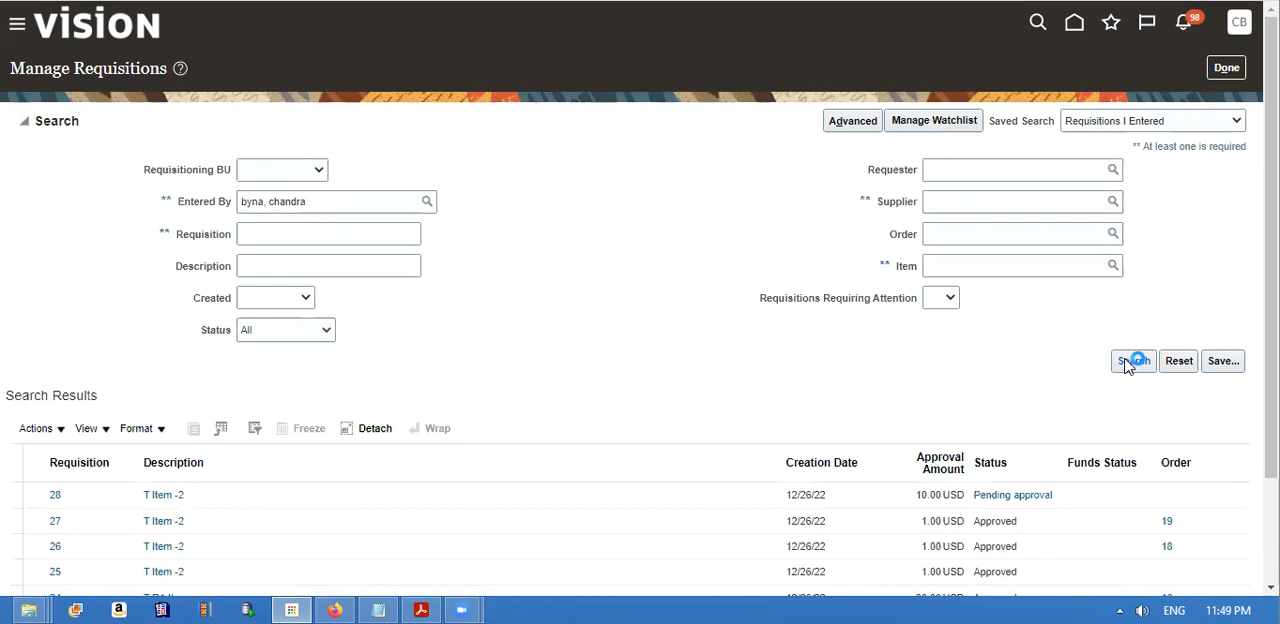 VISION
98
CB
Manage Requisitions ?
Done
Search
Advanced Manage Watchlist Saved Search Requisitions I Entered
** At least one is required
Requisitioning BU
** Entered By byna, chandra
** Requisition
Description
Created
Status All
Requester
** Supplier
Order
** Item
Requisitions Requiring Attention
Search Reset Save...
Search Results
Actions View Format Freeze Detach Wrap
Requisition Description Creation Date Approval Amount Status Funds Status Order
28 T Item -2 12/26/22 10.00 USD Pending approval
27 T Item -2 12/26/22 1.00 USD Approved 19
26 T Item -2 12/26/22 1.00 USD Approved 18
25 T Item -2 12/26/22 1.00 USD Approved
ENG 11:49 PM